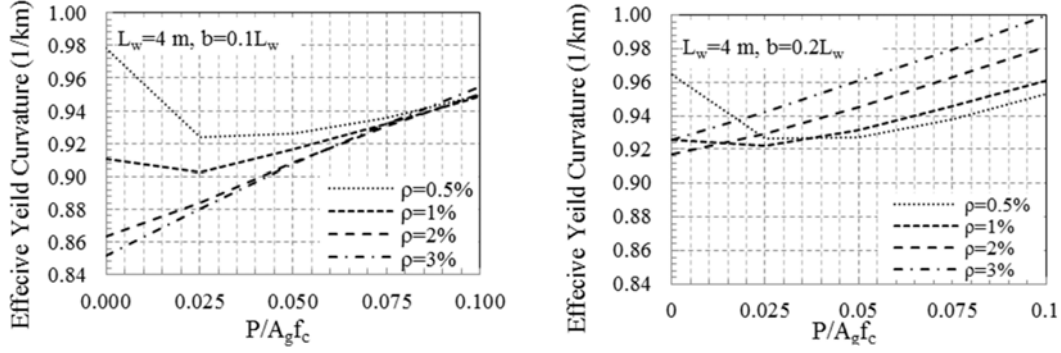 Effecive Yeild Curvature (1/km)
1.00
0.98
0.96
0.94
0.92
0.90
0.88
0.86
0.84
L_w=4 m, b=0.1L_w
ρ=0.5%
ρ=1%
ρ=2%
ρ=3%
0.000 0.025 0.050 0.075 0.100
P/A_gf_c
Effecive Yeild Curvature (1/km)
1.00
0.98
0.96
0.94
0.92
0.90
0.88
0.86
0.84
L_w=4 m, b=0.2L_w
ρ=0.5%
ρ=1%
ρ=2%
ρ=3%
0 0.025 0.05 0.075 0.1
P/A_gf_c